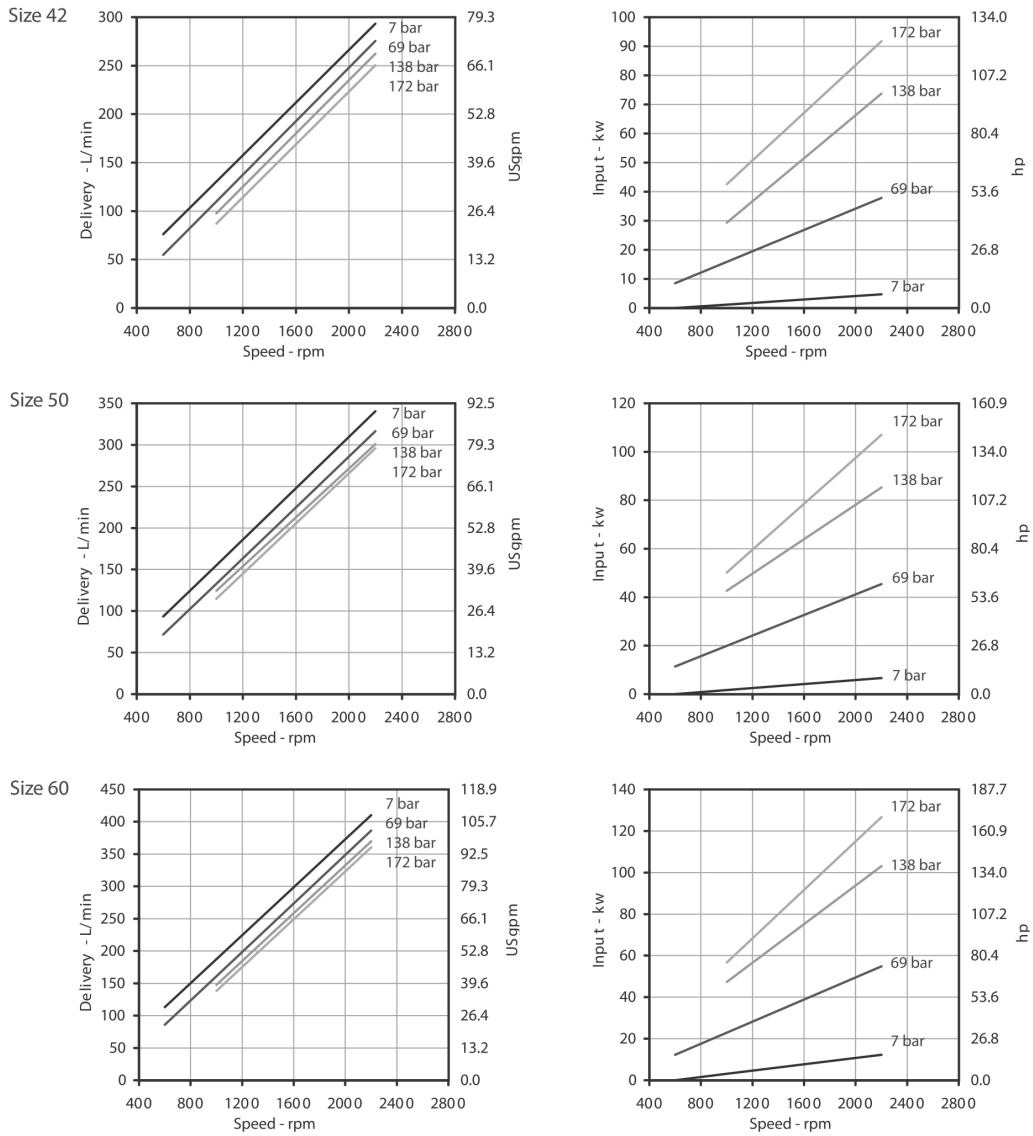 Size 42
300
250
200
150
100
50
0
Delivery - L/min
79.3
66.1
52.8
39.6
26.4
13.2
0.0
USgpm
7 bar
69 bar
138 bar
172 bar
400 800 1200 1600 2000 2400 2800
Speed - rpm
100
90
80
70
60
50
40
30
20
10
0
Input - kw
134.0
107.2
80.4
53.6
26.8
0.0
hp
172 bar
138 bar
69 bar
7 bar
400 800 1200 1600 2000 2400 2800
Speed - rpm
Size 50
350
300
250
200
150
100
50
0
Delivery - L/min
92.5
79.3
66.1
52.8
39.6
26.4
13.2
0.0
USgpm
7 bar
69 bar
138 bar
172 bar
400 800 1200 1600 2000 2400 2800
Speed - rpm
120
100
80
60
40
20
0
Input - kw
160.9
134.0
107.2
80.4
53.6
26.8
0.0
hp
172 bar
138 bar
69 bar
7 bar
400 800 1200 1600 2000 2400 2800
Speed - rpm
Size 60
450
400
350
300
250
200
150
100
50
0
Delivery - L/min
118.9
105.7
92.5
79.3
66.1
52.8
39.6
26.4
13.2
0.0
USgpm
7 bar
69 bar
138 bar
172 bar
400 800 1200 1600 2000 2400 2800
Speed - rpm
140
120
100
80
60
40
20
0
Input - kw
187.7
160.9
134.0
107.2
80.4
53.6
26.8
0.0
hp
172 bar
138 bar
69 bar
7 bar
400 800 1200 1600 2000 2400 2800
Speed - rpm